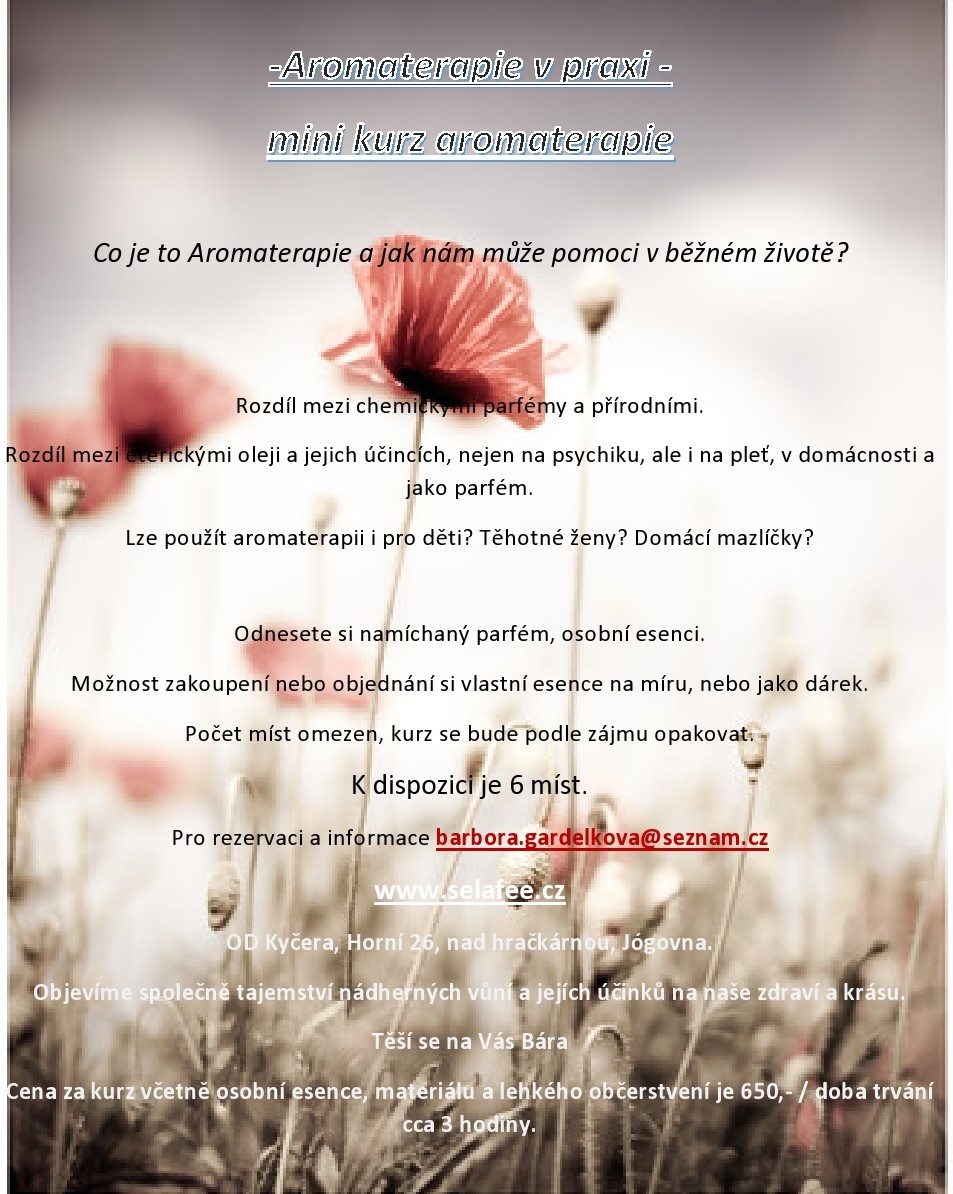 -Aromaterapie v praxi -
mini kurz aromaterapie
Co je to Aromaterapie a jak nám může pomoci v běžném životě?
Rozdíl mezi chemickými parfémy a přírodními.
Rozdíl mezi éterickými oleji a jejich účincích, nejen na psychiku, ale i na pleť, v domácnosti a
jako parfém.
Lze použít aromaterapii i pro děti? Těhotné ženy? Domácí mazlíčky?
Odnesete si namíchaný parfém, osobní esenci.
Možnost zakoupení nebo objednání si vlastní esence na míru, nebo jako dárek.
Počet míst omezen, kurz se bude podle zájmu opakovat.
K dispozici je 6 míst.
Pro rezervaci a informace barbora.gardelkova@seznam.cz
www.selafee.cz
OD Kyčera, Horní 26, nad hračkárnou, Jógovna.
Objevíme společně tajemství nádherných vůní a jejích účinků na naše zdraví a krásu.
Těší se na Vás Bára
Cena za kurz včetně osobní esence, materiálu a lehkého občerstvení je 650,- / doba trvání
cca 3 hodiny.